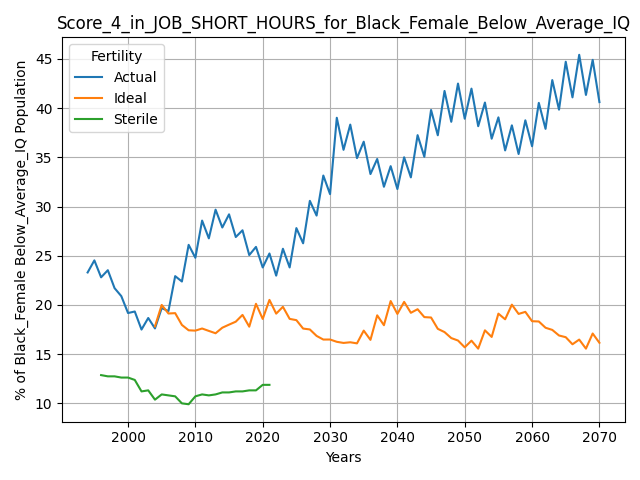 Score_4_in_JOB_SHORT_HOURS_for_Black_Female_Below_Average_IQ
% of Black_Female Below_Average_IQ Population
Fertility
Actual
Ideal
Sterile
45
40
35
30
25
20
15
10
2000 2010 2020 2030 2040 2050 2060 2070
Years